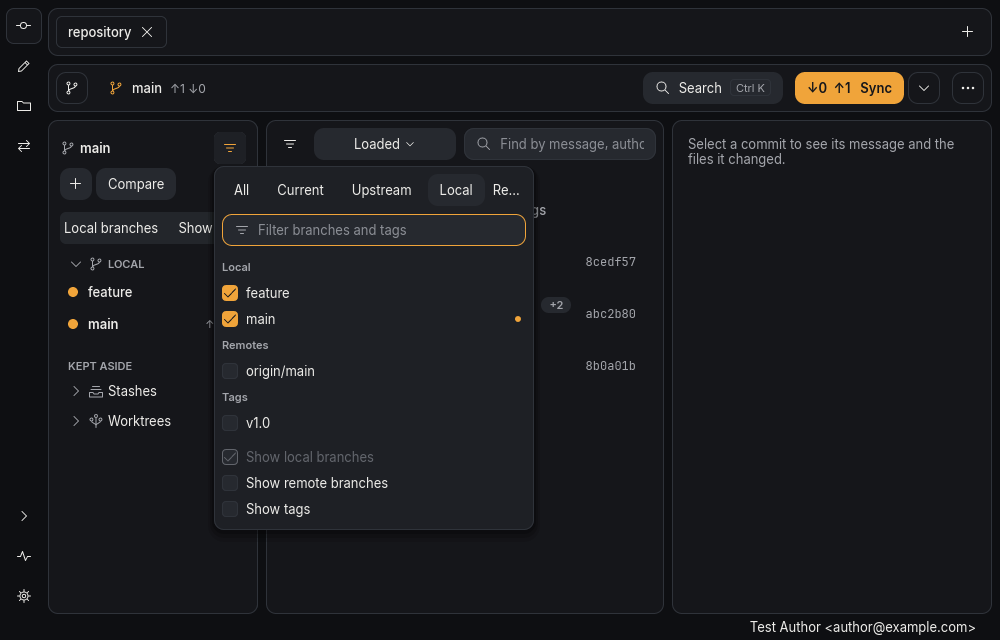 repository
main ↑1 ↓0
Search Ctrl K
↓0 ↑1 Sync
main
Compare
Local branches Show
LOCAL
feature
main ↑
KEPT ASIDE
Stashes
Worktrees
Loaded
Find by message, autho
All Current Upstream Local Re...
Filter branches and tags
Local
feature
main
Remotes
origin/main
Tags
v1.0
Show local branches
Show remote branches
Show tags
gs
8cedf57
+2 abc2b80
8b0a01b
Select a commit to see its message and the
files it changed.
Test Author <author@example.com>